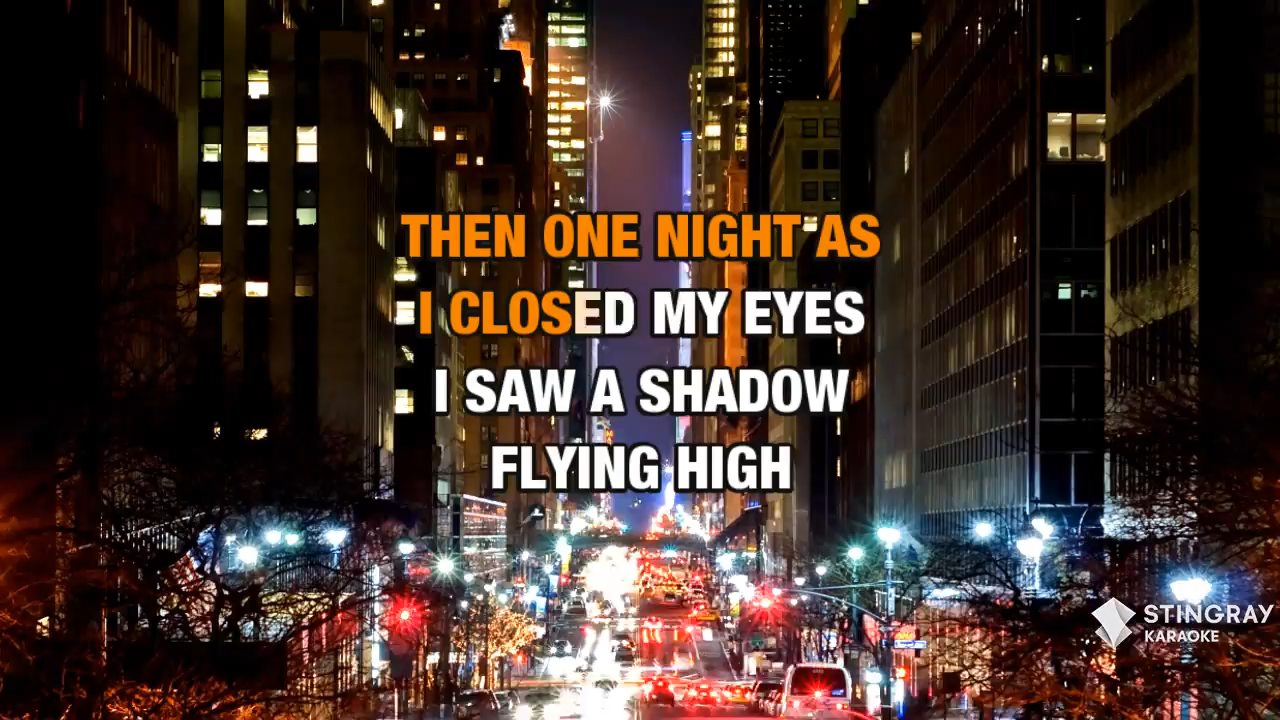 THEN ONE NIGHT AS
I CLOSED MY EYES
I SAW A SHADOW
FLYING HIGH
STINGRAY
KARAOKE